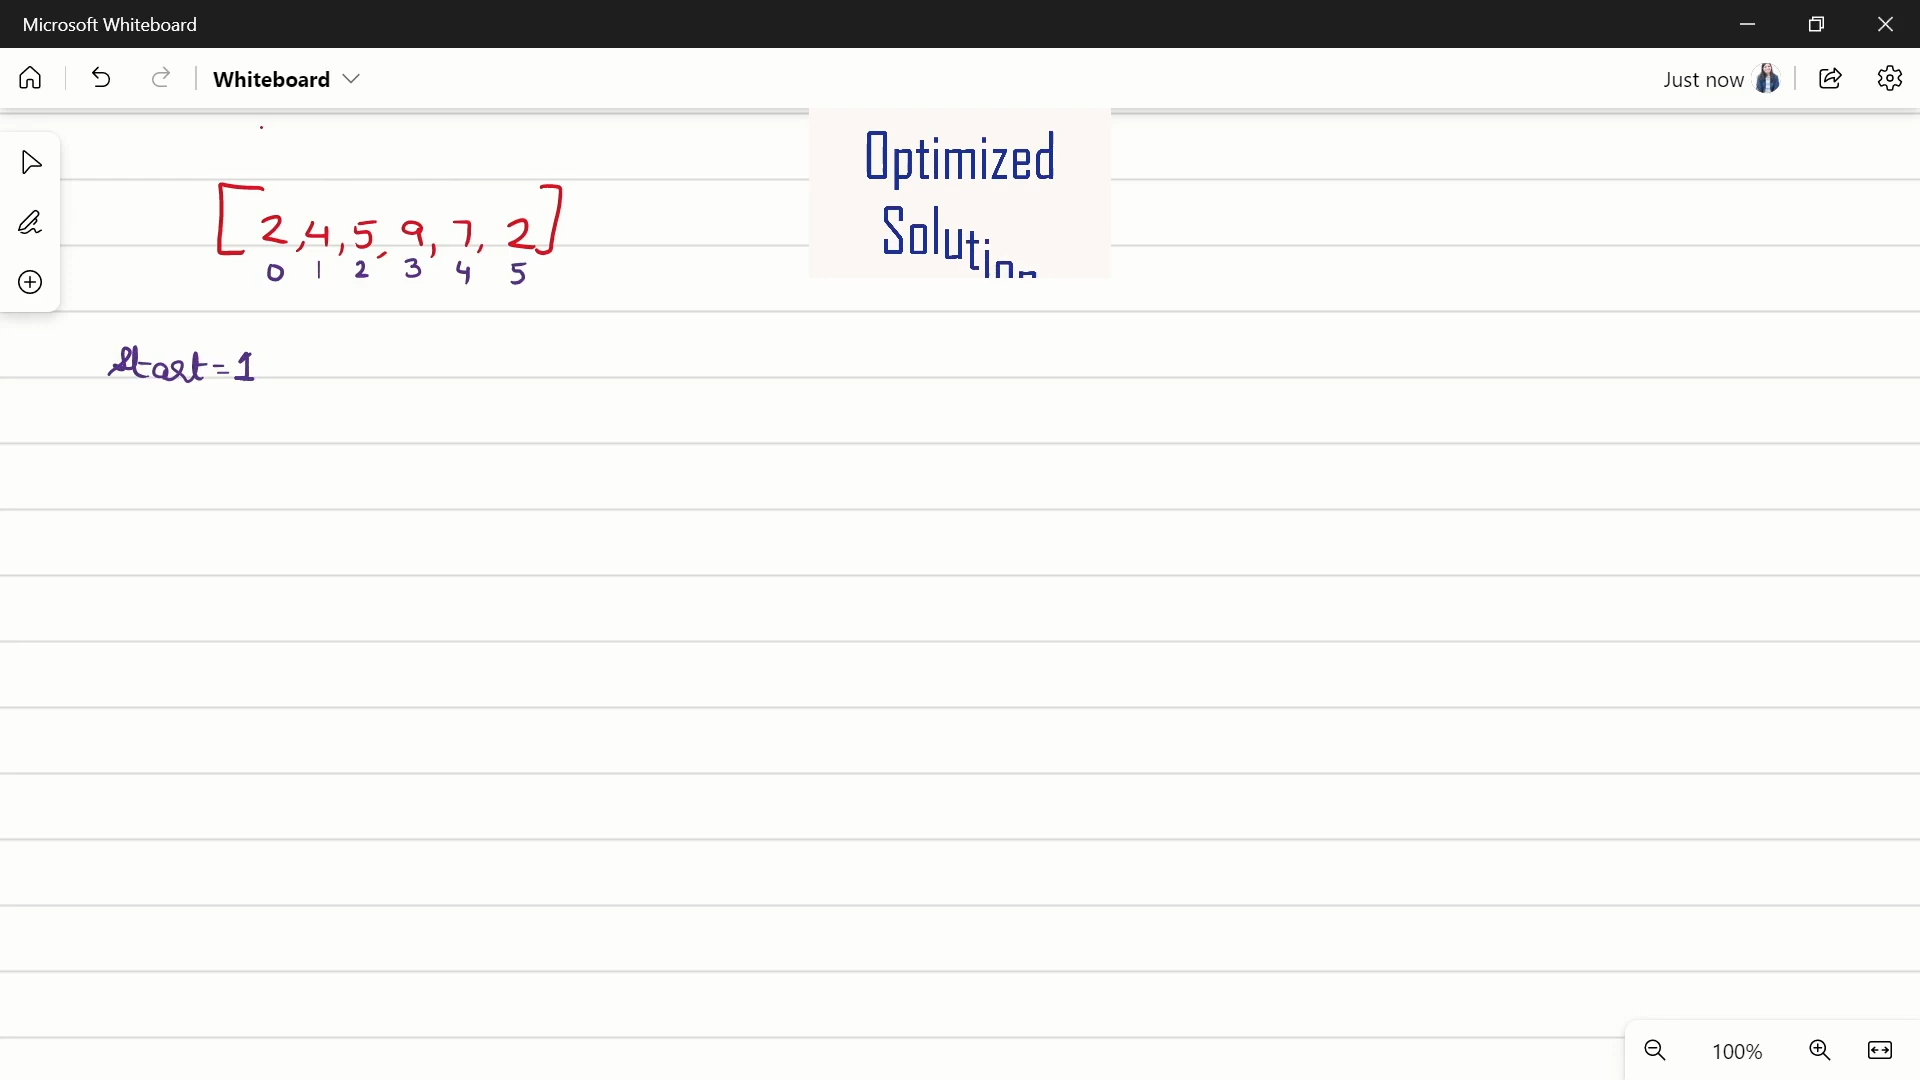 Microsoft Whiteboard
Whiteboard
Just now
Optimized
Solution
[2,4,5,9,7,2]
0 1 2 3 4 5
Start=1
100%